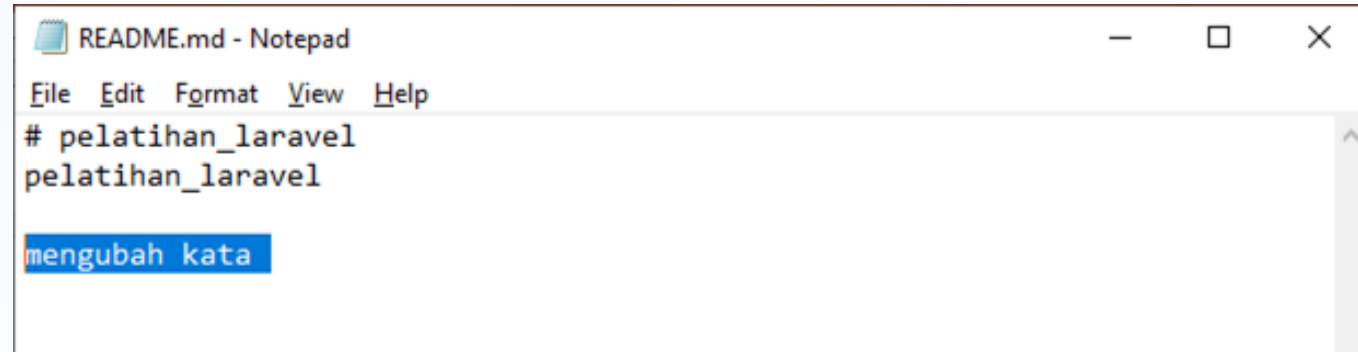 README.md - Notepad
File Edit Format View Help
# pelatihan_laravel
pelatihan_laravel
mengubah kata